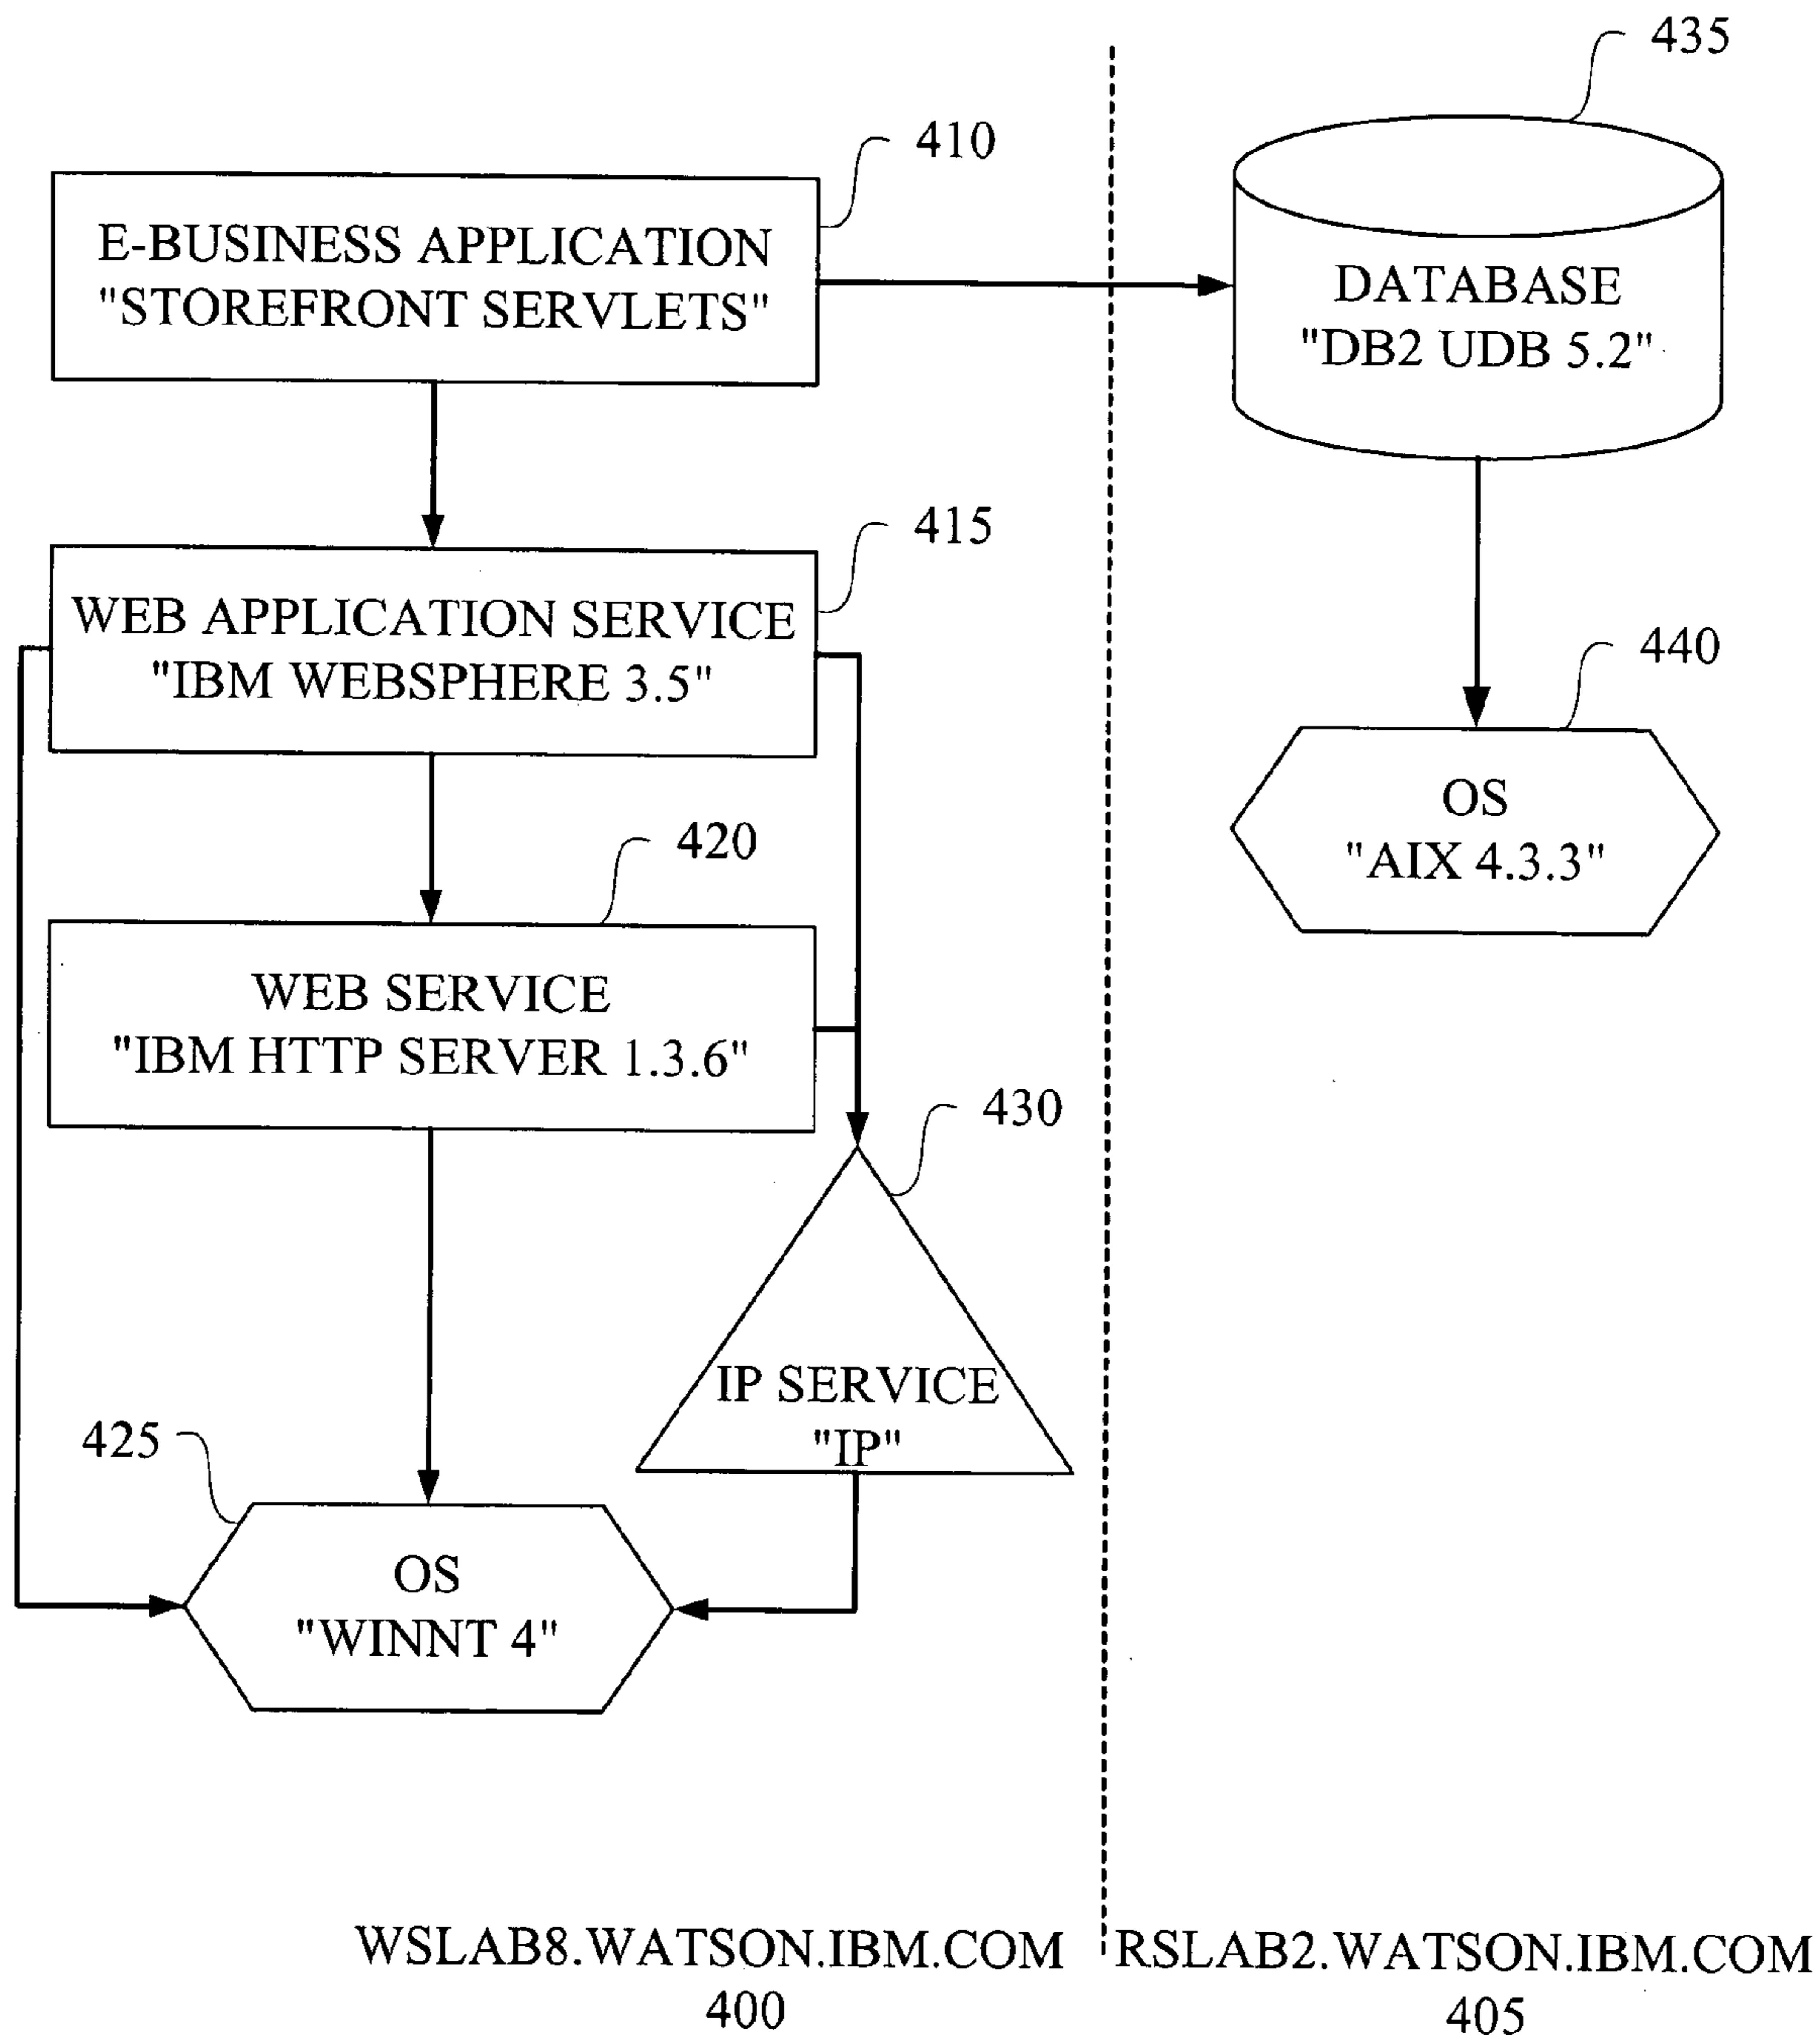 435
410
E-BUSINESS APPLICATION
"STOREFRONT SERVLETS"
DATABASE
"DB2 UDB 5.2"
415
WEB APPLICATION SERVICE
"IBM WEBSPHERE 3.5"
440
OS
"AIX 4.3.3"
420
WEB SERVICE
"IBM HTTP SERVER 1.3.6"
430
IP SERVICE
"IP"
425
OS
"WINNT 4"
WSLAB8.WATSON.IBM.COM
400
RSLAB2.WATSON.IBM.COM
405